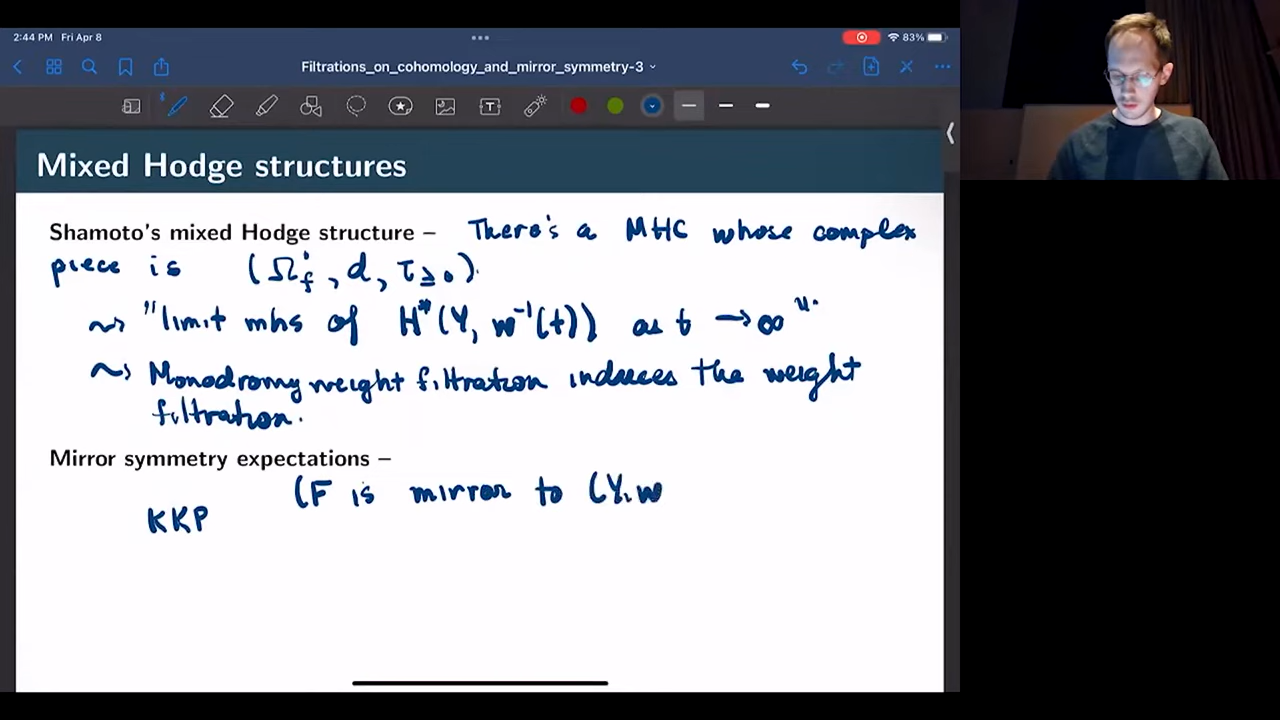 2:44 PM Fri Apr 8
83%
Filtrations_on_cohomology_and_mirror_symmetry-3
Mixed Hodge structures
Shamoto's mixed Hodge structure – There's a MHC whose complex
piece is (Ω˙_f, d, τ≥0).
⇝ "limit mhs of H*(Y, w⁻¹(t)) as t → ∞".
⇝ Monodromy weight filtration induces the weight
filtration.
Mirror symmetry expectations –
(F is mirror to (Y, w
KKP